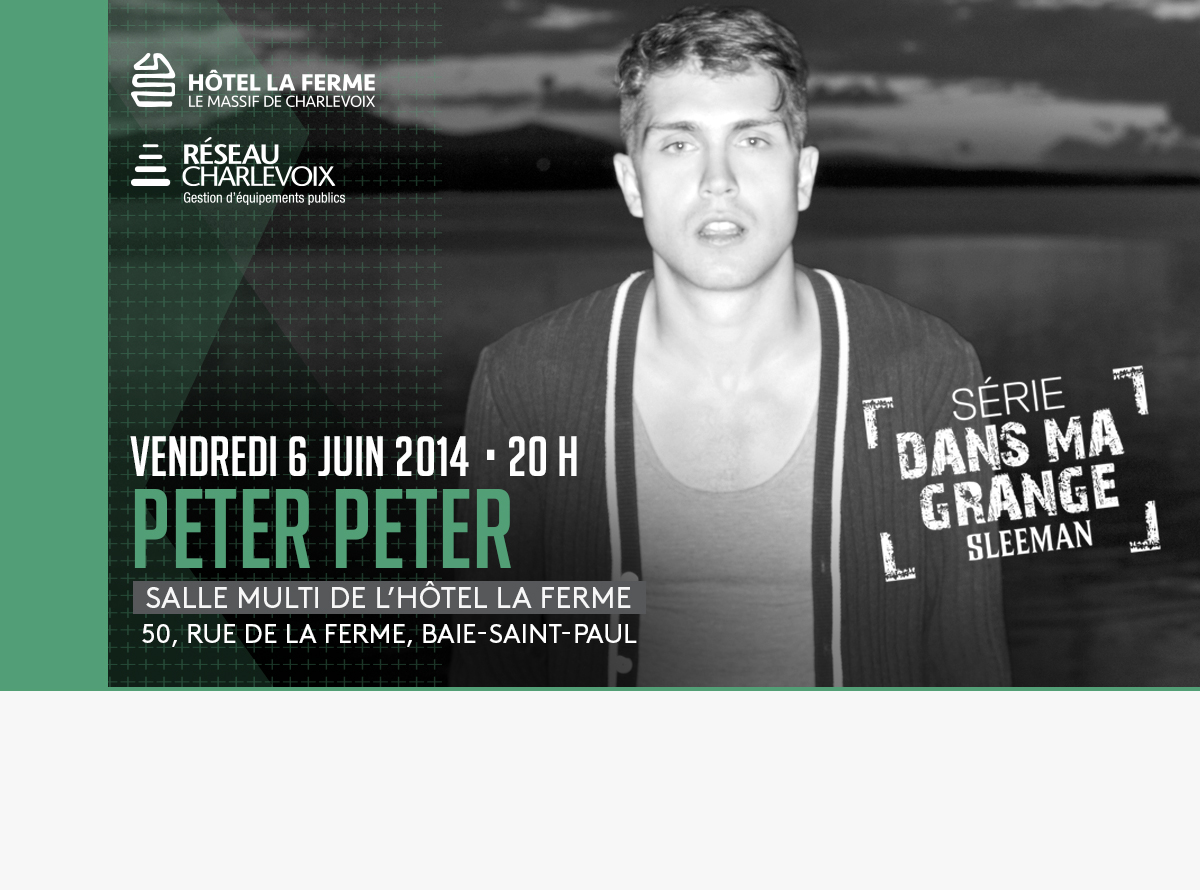 HÔTEL LA FERME
LE MASSIF DE CHARLEVOIX
RÉSEAU
CHARLEVOIX
Gestion d'équipements publics
SÉRIE
DANS MA
GRANGE
SLEEMAN
VENDREDI 6 JUIN 2014 · 20 H
PETER PETER
SALLE MULTI DE L'HÔTEL LA FERME
50, RUE DE LA FERME, BAIE-SAINT-PAUL